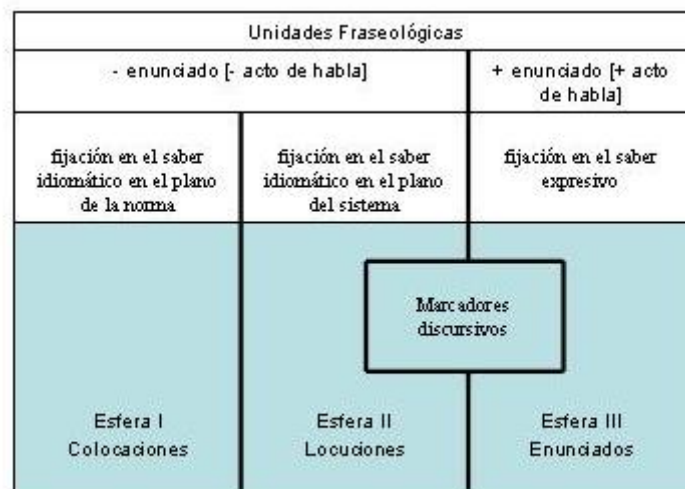 Unidades Fraseológicas
- enunciado [- acto de habla]
+ enunciado [+ acto
de habla]
fijación en el saber
idiomático en el plano
de la norma
fijación en el saber
idiomático en el plano
del sistema
fijación en el saber
expresivo
Marcadores
discursivos
Esfera I
Colocaciones
Esfera II
Locuciones
Esfera III
Enunciados